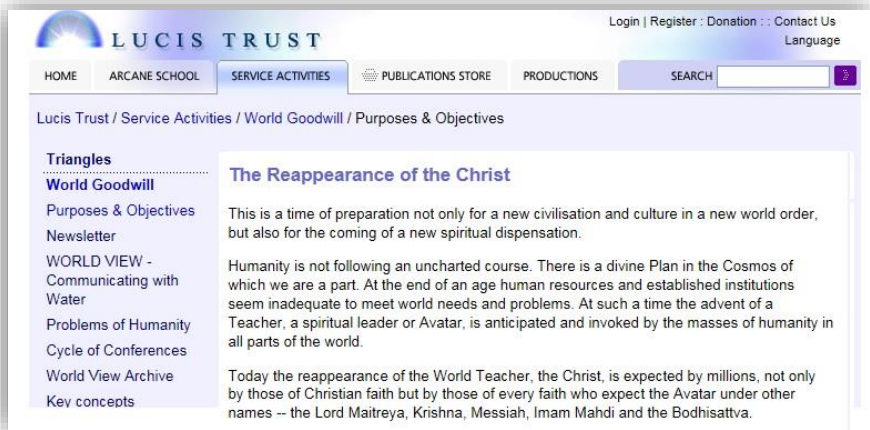 Login | Register : Donation : : Contact Us
Language
LUCIS TRUST
HOME ARCANE SCHOOL SERVICE ACTIVITIES PUBLICATIONS STORE PRODUCTIONS SEARCH
Lucis Trust / Service Activities / World Goodwill / Purposes & Objectives
Triangles
World Goodwill
Purposes & Objectives
Newsletter
WORLD VIEW -
Communicating with
Water
Problems of Humanity
Cycle of Conferences
World View Archive
Key concepts
The Reappearance of the Christ
This is a time of preparation not only for a new civilisation and culture in a new world order,
but also for the coming of a new spiritual dispensation.
Humanity is not following an uncharted course. There is a divine Plan in the Cosmos of
which we are a part. At the end of an age human resources and established institutions
seem inadequate to meet world needs and problems. At such a time the advent of a
Teacher, a spiritual leader or Avatar, is anticipated and invoked by the masses of humanity in
all parts of the world.
Today the reappearance of the World Teacher, the Christ, is expected by millions, not only
by those of Christian faith but by those of every faith who expect the Avatar under other
names -- the Lord Maitreya, Krishna, Messiah, Imam Mahdi and the Bodhisattva.